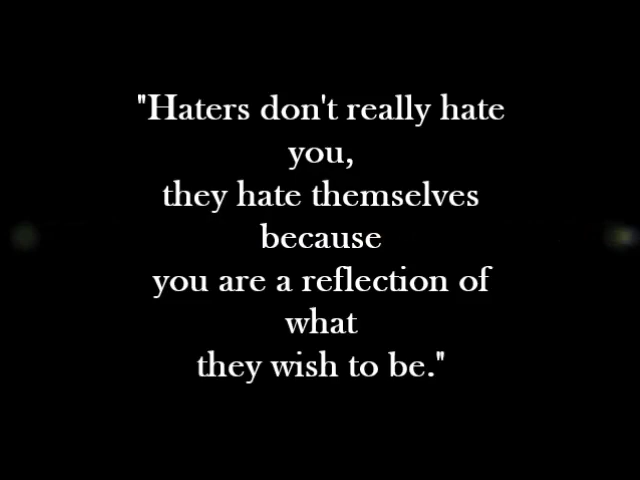 "Haters don't really hate
you,
they hate themselves
because
you are a reflection of
what
they wish to be."